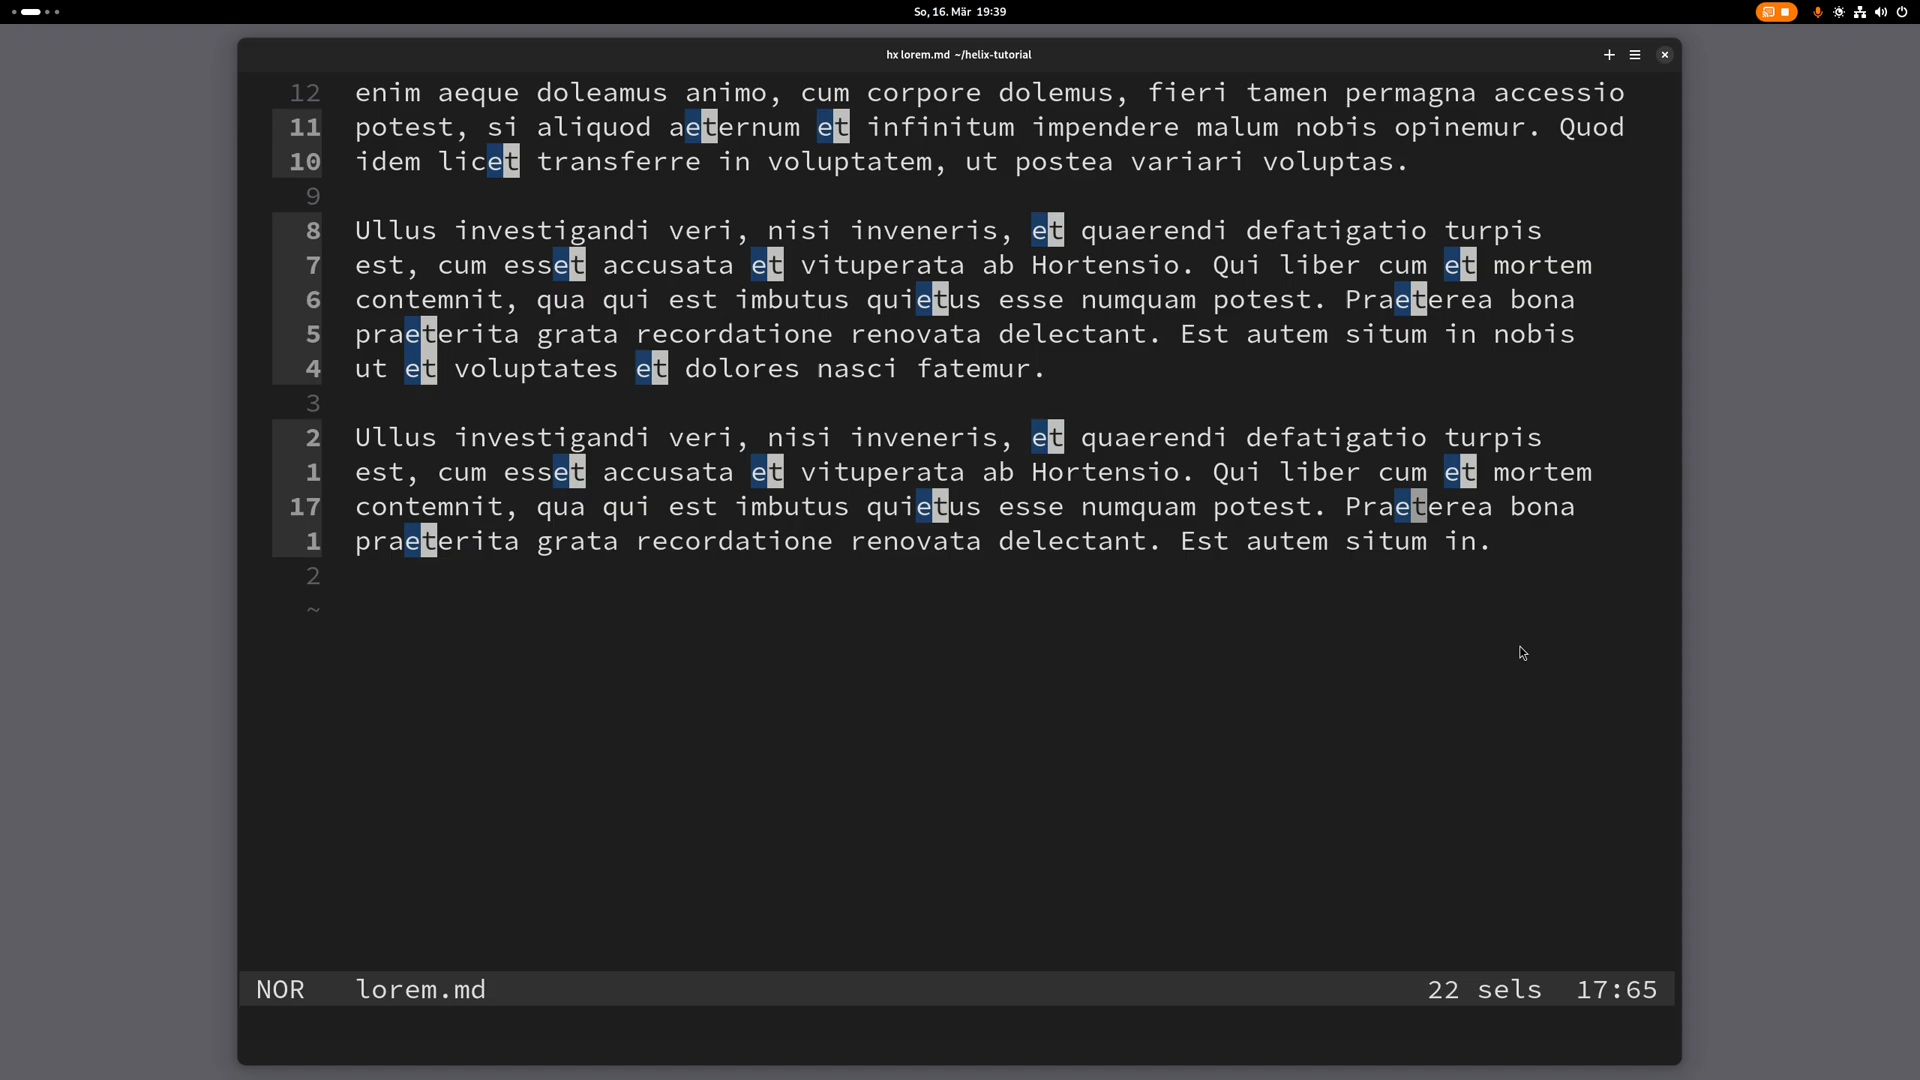 So, 16. Mär 19:39
hx lorem.md ~/helix-tutorial
12 enim aeque doleamus animo, cum corpore dolemus, fieri tamen permagna accessio
11 potest, si aliquod aeternum et infinitum impendere malum nobis opinemur. Quod
10 idem licet transferre in voluptatem, ut postea variari voluptas.
9
8 Ullus investigandi veri, nisi inveneris, et quaerendi defatigatio turpis
7 est, cum esset accusata et vituperata ab Hortensio. Qui liber cum et mortem
6 contemnit, qua qui est imbutus quietus esse numquam potest. Praeterea bona
5 praeterita grata recordatione renovata delectant. Est autem situm in nobis
4 ut et voluptates et dolores nasci fatemur.
3
2 Ullus investigandi veri, nisi inveneris, et quaerendi defatigatio turpis
1 est, cum esset accusata et vituperata ab Hortensio. Qui liber cum et mortem
17 contemnit, qua qui est imbutus quietus esse numquam potest. Praeterea bona
1 praeterita grata recordatione renovata delectant. Est autem situm in.
2
~
NOR lorem.md 22 sels 17:65